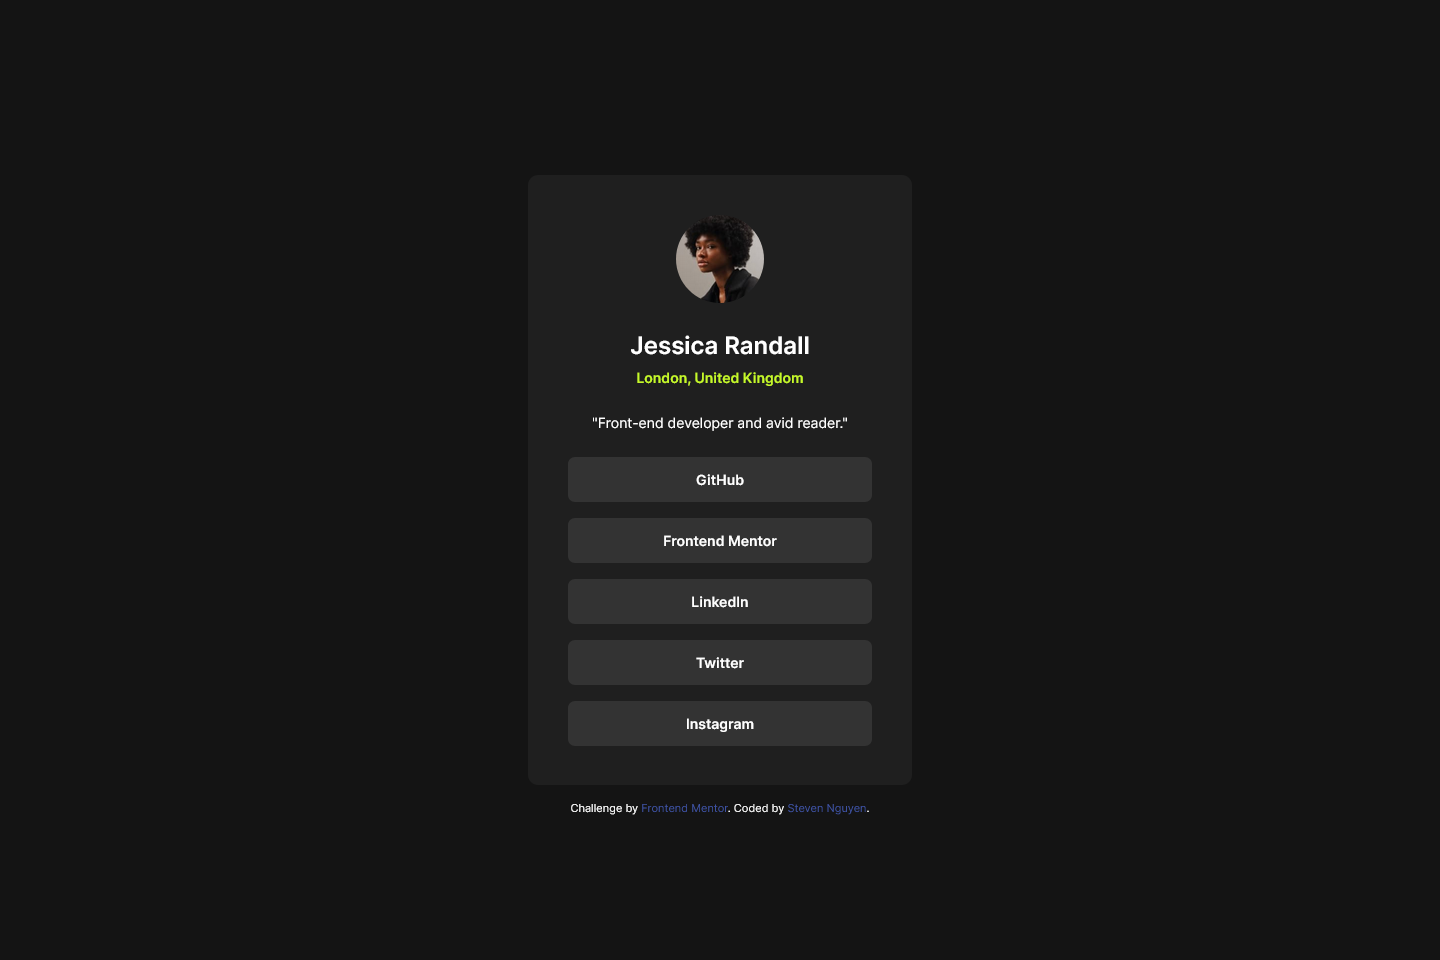 Jessica Randall
London, United Kingdom
"Front-end developer and avid reader."
GitHub
Frontend Mentor
LinkedIn
Twitter
Instagram
Challenge by Frontend Mentor. Coded by Steven Nguyen.